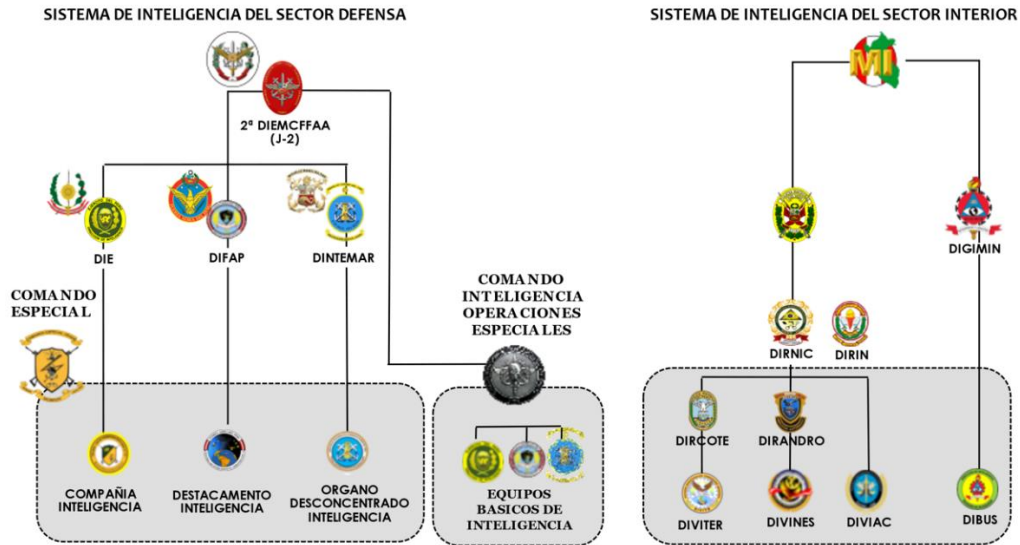 SISTEMA DE INTELIGENCIA DEL SECTOR DEFENSA
SISTEMA DE INTELIGENCIA DEL SECTOR INTERIOR
MI
2ª DIEMCFFAA
(J-2)
DIE
DIFAP
DINTEMAR
DIGIMIN
COMANDO
ESPECIAL
COMANDO
INTELIGENCIA
OPERACIONES
ESPECIALES
DIRNIC
DIRIN
DIRCOTE
DIRANDRO
COMPAÑIA
INTELIGENCIA
DESTACAMENTO
INTELIGENCIA
ORGANO
DESCONCENTRADO
INTELIGENCIA
EQUIPOS
BASICOS DE
INTELIGENCIA
DIVITER
DIVINES
DIVIAC
DIBUS